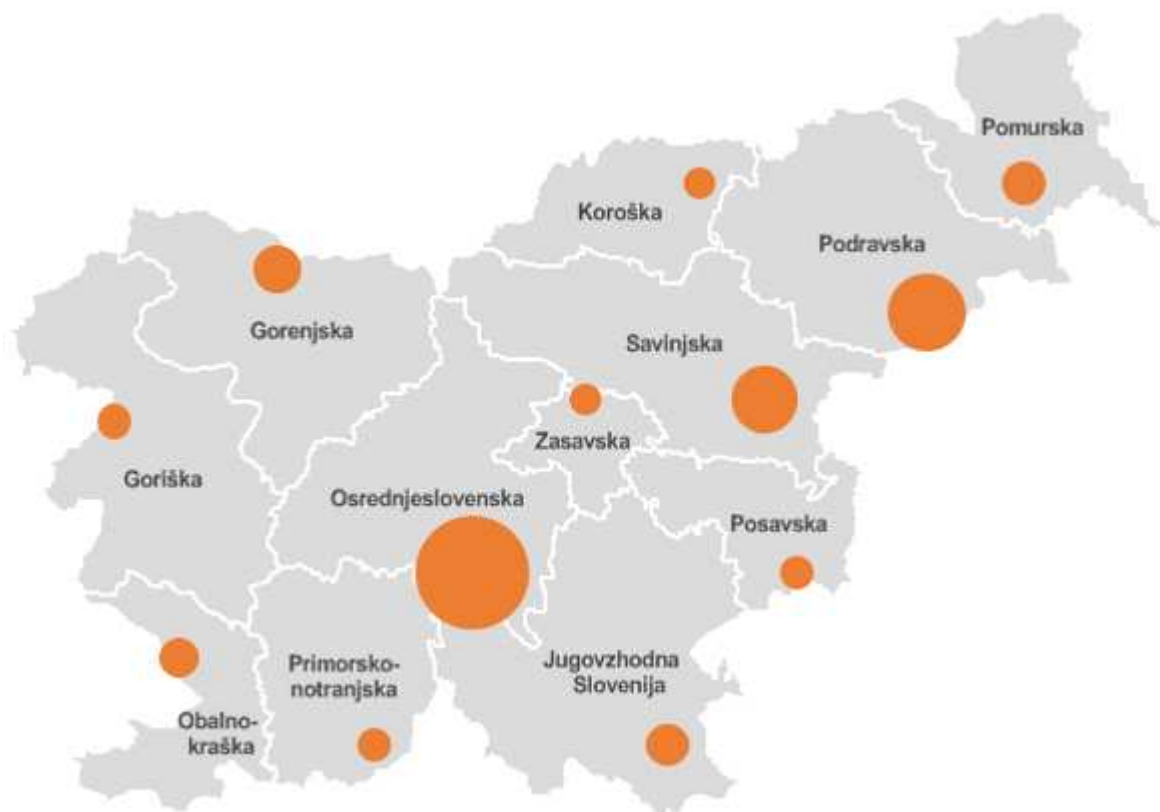 Pomurska
Koroška
Podravska
Gorenjska
Savinjska
Zasavska
Goriška
Osrednjeslovenska
Posavska
Primorsko-
notranjska
Jugovzhodna
Slovenija
Obalno-
kraška